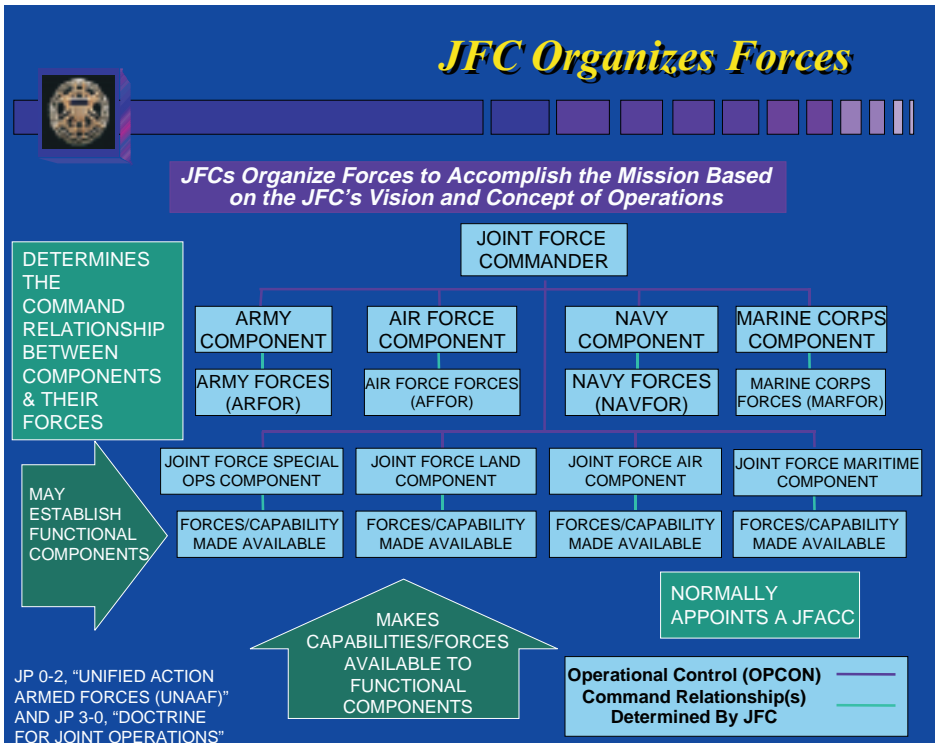 JFC Organizes Forces
JFCs Organize Forces to Accomplish the Mission Based
on the JFC's Vision and Concept of Operations
JOINT FORCE
COMMANDER
DETERMINES
THE
COMMAND
RELATIONSHIP
BETWEEN
COMPONENTS
& THEIR
FORCES
ARMY
COMPONENT
AIR FORCE
COMPONENT
NAVY
COMPONENT
MARINE CORPS
COMPONENT
ARMY FORCES
(ARFOR)
AIR FORCE FORCES
(AFFOR)
NAVY FORCES
(NAVFOR)
MARINE CORPS
FORCES (MARFOR)
MAY
ESTABLISH
FUNCTIONAL
COMPONENTS
JOINT FORCE SPECIAL
OPS COMPONENT
JOINT FORCE LAND
COMPONENT
JOINT FORCE AIR
COMPONENT
JOINT FORCE MARITIME
COMPONENT
FORCES/CAPABILITY
MADE AVAILABLE
FORCES/CAPABILITY
MADE AVAILABLE
FORCES/CAPABILITY
MADE AVAILABLE
FORCES/CAPABILITY
MADE AVAILABLE
MAKES
CAPABILITIES/FORCES
AVAILABLE TO
FUNCTIONAL
COMPONENTS
NORMALLY
APPOINTS A JFACC
JP 0-2, “UNIFIED ACTION
ARMED FORCES (UNAAF)”
AND JP 3-0, “DOCTRINE
FOR JOINT OPERATIONS”
Operational Control (OPCON)
Command Relationship(s)
Determined By JFC